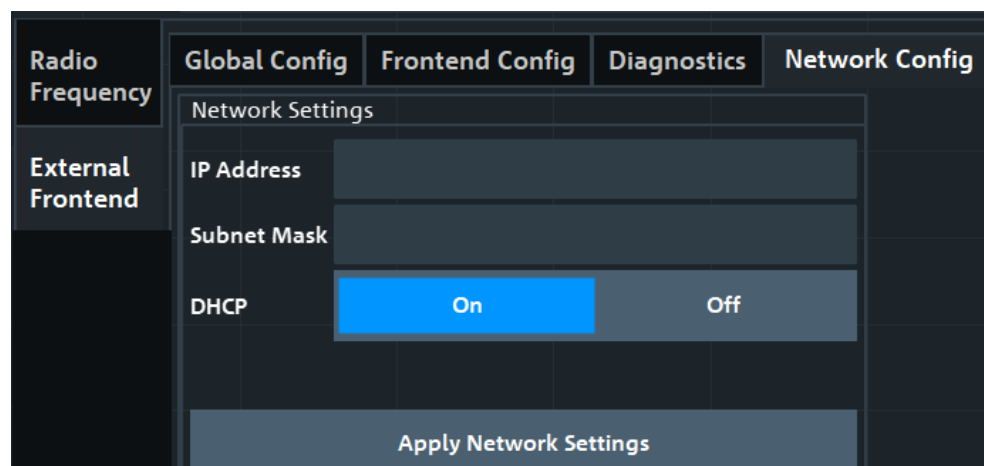 Radio
Frequency
External
Frontend
Global Config
Frontend Config
Diagnostics
Network Config
Network Settings
IP Address
Subnet Mask
DHCP
On
Off
Apply Network Settings